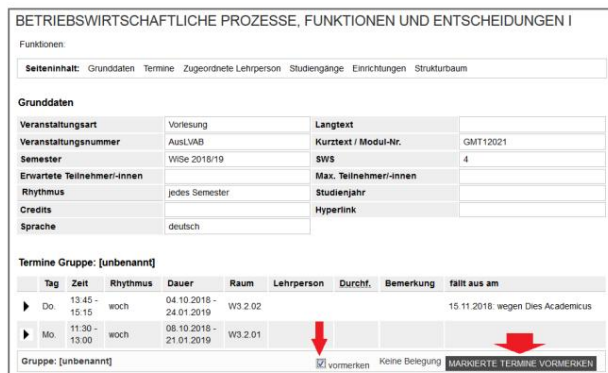 BETRIEBSWIRTSCHAFTLICHE PROZESSE, FUNKTIONEN UND ENTSCHEIDUNGEN I
Funktionen:
Seiteninhalt: Grunddaten Termine Zugeordnete Lehrperson Studiengänge Einrichtungen Strukturbaum
Grunddaten
Veranstaltungsart Vorlesung Langtext
Veranstaltungsnummer AusLVAB Kurztext / Modul-Nr. GMT12021
Semester WiSe 2018/19 SWS 4
Erwartete Teilnehmer/-innen Max. Teilnehmer/-innen
Rhythmus jedes Semester Studienjahr
Credits Hyperlink
Sprache deutsch
Termine Gruppe: [unbenannt]
Tag Zeit Rhythmus Dauer Raum Lehrperson Durchf. Bemerkung fällt aus am
Do. 13:45 - 15:15 woch 04.10.2018 - 24.01.2019 W3.2.02 15.11.2018: wegen Dies Academicus
Mo. 11:30 - 13:00 woch 08.10.2018 - 21.01.2019 W3.2.01
Gruppe: [unbenannt] vormerken Keine Belegung MARKIERTE TERMINE VORMERKEN